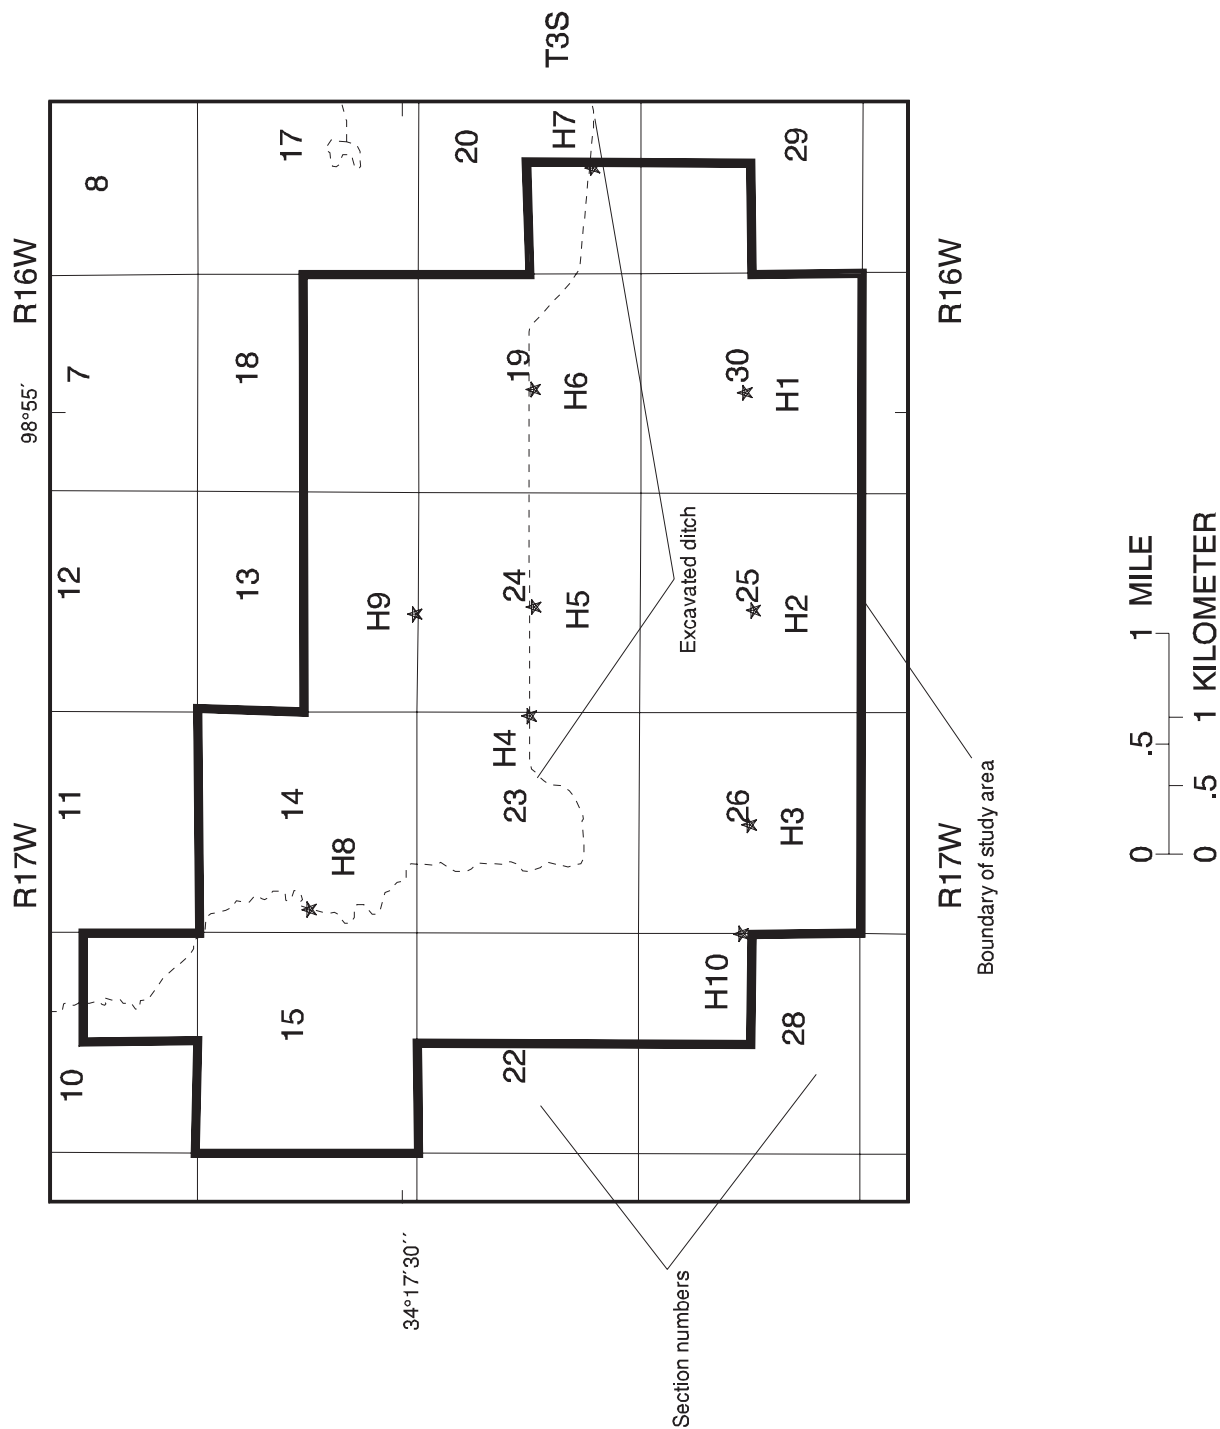 T3S
R16W
98°55´
R17W
8
17
20
H7
29
7
18
19
H6
30
H1
R16W
12
13
H9
24
H5
25
H2
Excavated ditch
11
14
H8
H4
23
26
H3
R17W
Boundary of study area
10
15
22
H10
28
34°17´30´´
Section numbers
0 .5 1 MILE
0 .5 1 KILOMETER